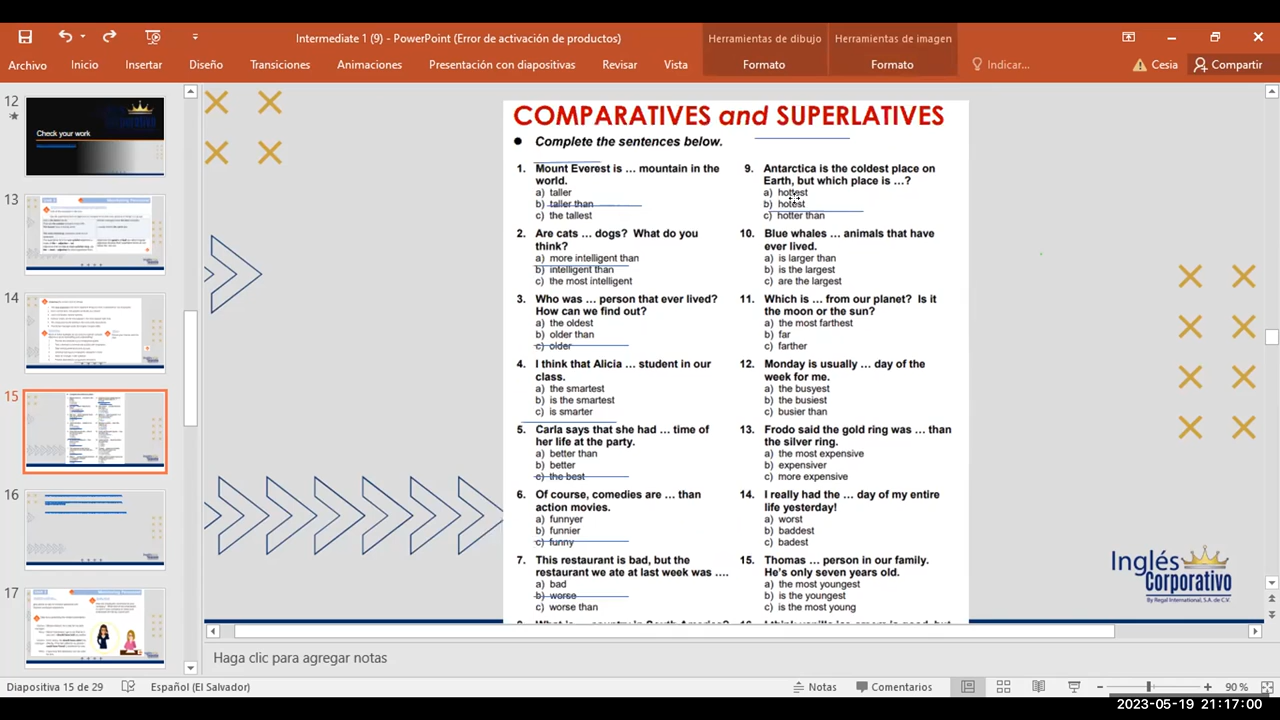 Intermediate 1 (9) - PowerPoint (Error de activación de productos)
Herramientas de dibujo
Herramientas de imagen
Archivo
Inicio
Insertar
Diseño
Transiciones
Animaciones
Presentación con diapositivas
Revisar
Vista
Formato
Formato
Indicar...
Cesia
Compartir
12
Check your work
13
14
15
16
17
COMPARATIVES and SUPERLATIVES
● Complete the sentences below.
1. Mount Everest is … mountain in the
world.
a) taller
b) taller than
c) the tallest
2. Are cats … dogs? What do you
think?
a) more intelligent than
b) intelligent than
c) the most intelligent
3. Who was … person that ever lived?
How can we find out?
a) the oldest
b) older than
c) older
4. I think that Alicia … student in our
class.
a) the smartest
b) is the smartest
c) is smarter
5. Carla says that she had … time of
her life at the party.
a) better than
b) better
c) the best
6. Of course, comedies are … than
action movies.
a) funnyer
b) funnier
c) funny
7. This restaurant is bad, but the
restaurant we ate at last week was ….
a) bad
b) worse
c) worse than
9. Antarctica is the coldest place on
Earth, but which place is …?
a) hottest
b) hotest
c) hotter than
10. Blue whales … animals that have
ever lived.
a) is larger than
b) is the largest
c) are the largest
11. Which is … from our planet? Is it
the moon or the sun?
a) the most farthest
b) far
c) farther
12. Monday is usually … day of the
week for me.
a) the busyest
b) the busiest
c) busier than
13. Frodo said the gold ring was … than
the silver ring.
a) the most expensive
b) expensiver
c) more expensive
14. I really had the … day of my entire
life yesterday!
a) worst
b) baddest
c) badest
15. Thomas … person in our family.
He's only seven years old.
a) the most youngest
b) is the youngest
c) is the most young
Inglés
Corporativo
By Regal International, S.A. de C.V.
Haga clic para agregar notas
Diapositiva 15 de 29
Español (El Salvador)
Notas
Comentarios
90 %
2023-05-19 21:17:00